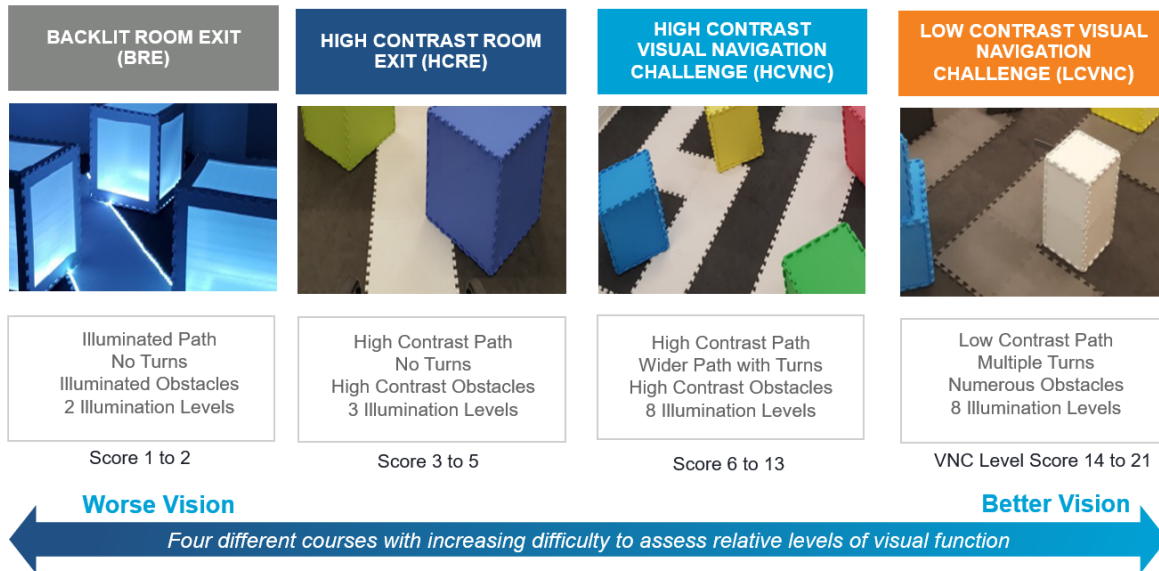 BACKLIT ROOM EXIT
(BRE)
HIGH CONTRAST ROOM
EXIT (HCRE)
HIGH CONTRAST
VISUAL NAVIGATION
CHALLENGE (HCVNC)
LOW CONTRAST VISUAL
NAVIGATION
CHALLENGE (LCVNC)
Illuminated Path
No Turns
Illuminated Obstacles
2 Illumination Levels
High Contrast Path
No Turns
High Contrast Obstacles
3 Illumination Levels
High Contrast Path
Wider Path with Turns
High Contrast Obstacles
8 Illumination Levels
Low Contrast Path
Multiple Turns
Numerous Obstacles
8 Illumination Levels
Score 1 to 2
Score 3 to 5
Score 6 to 13
VNC Level Score 14 to 21
Worse Vision
Better Vision
Four different courses with increasing difficulty to assess relative levels of visual function